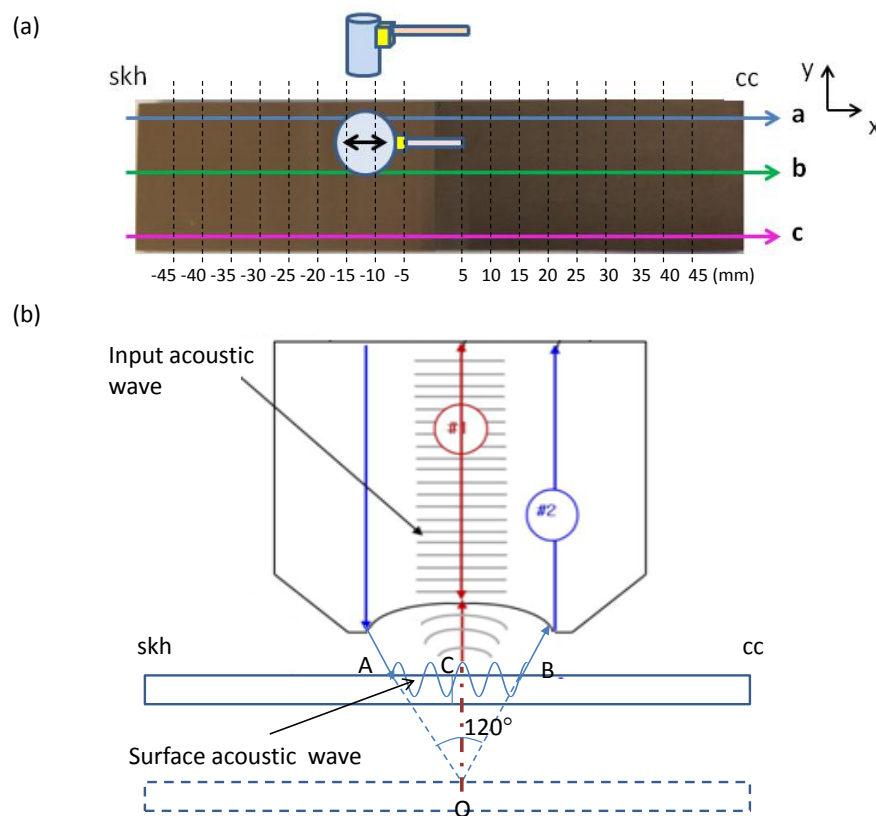 (a)
skh
cc
y
x
a
b
c
-45 -40 -35 -30 -25 -20 -15 -10 -5 5 10 15 20 25 30 35 40 45 (mm)
(b)
Input acoustic
wave
#1
#2
skh
cc
A
C
B
120°
Surface acoustic wave
O